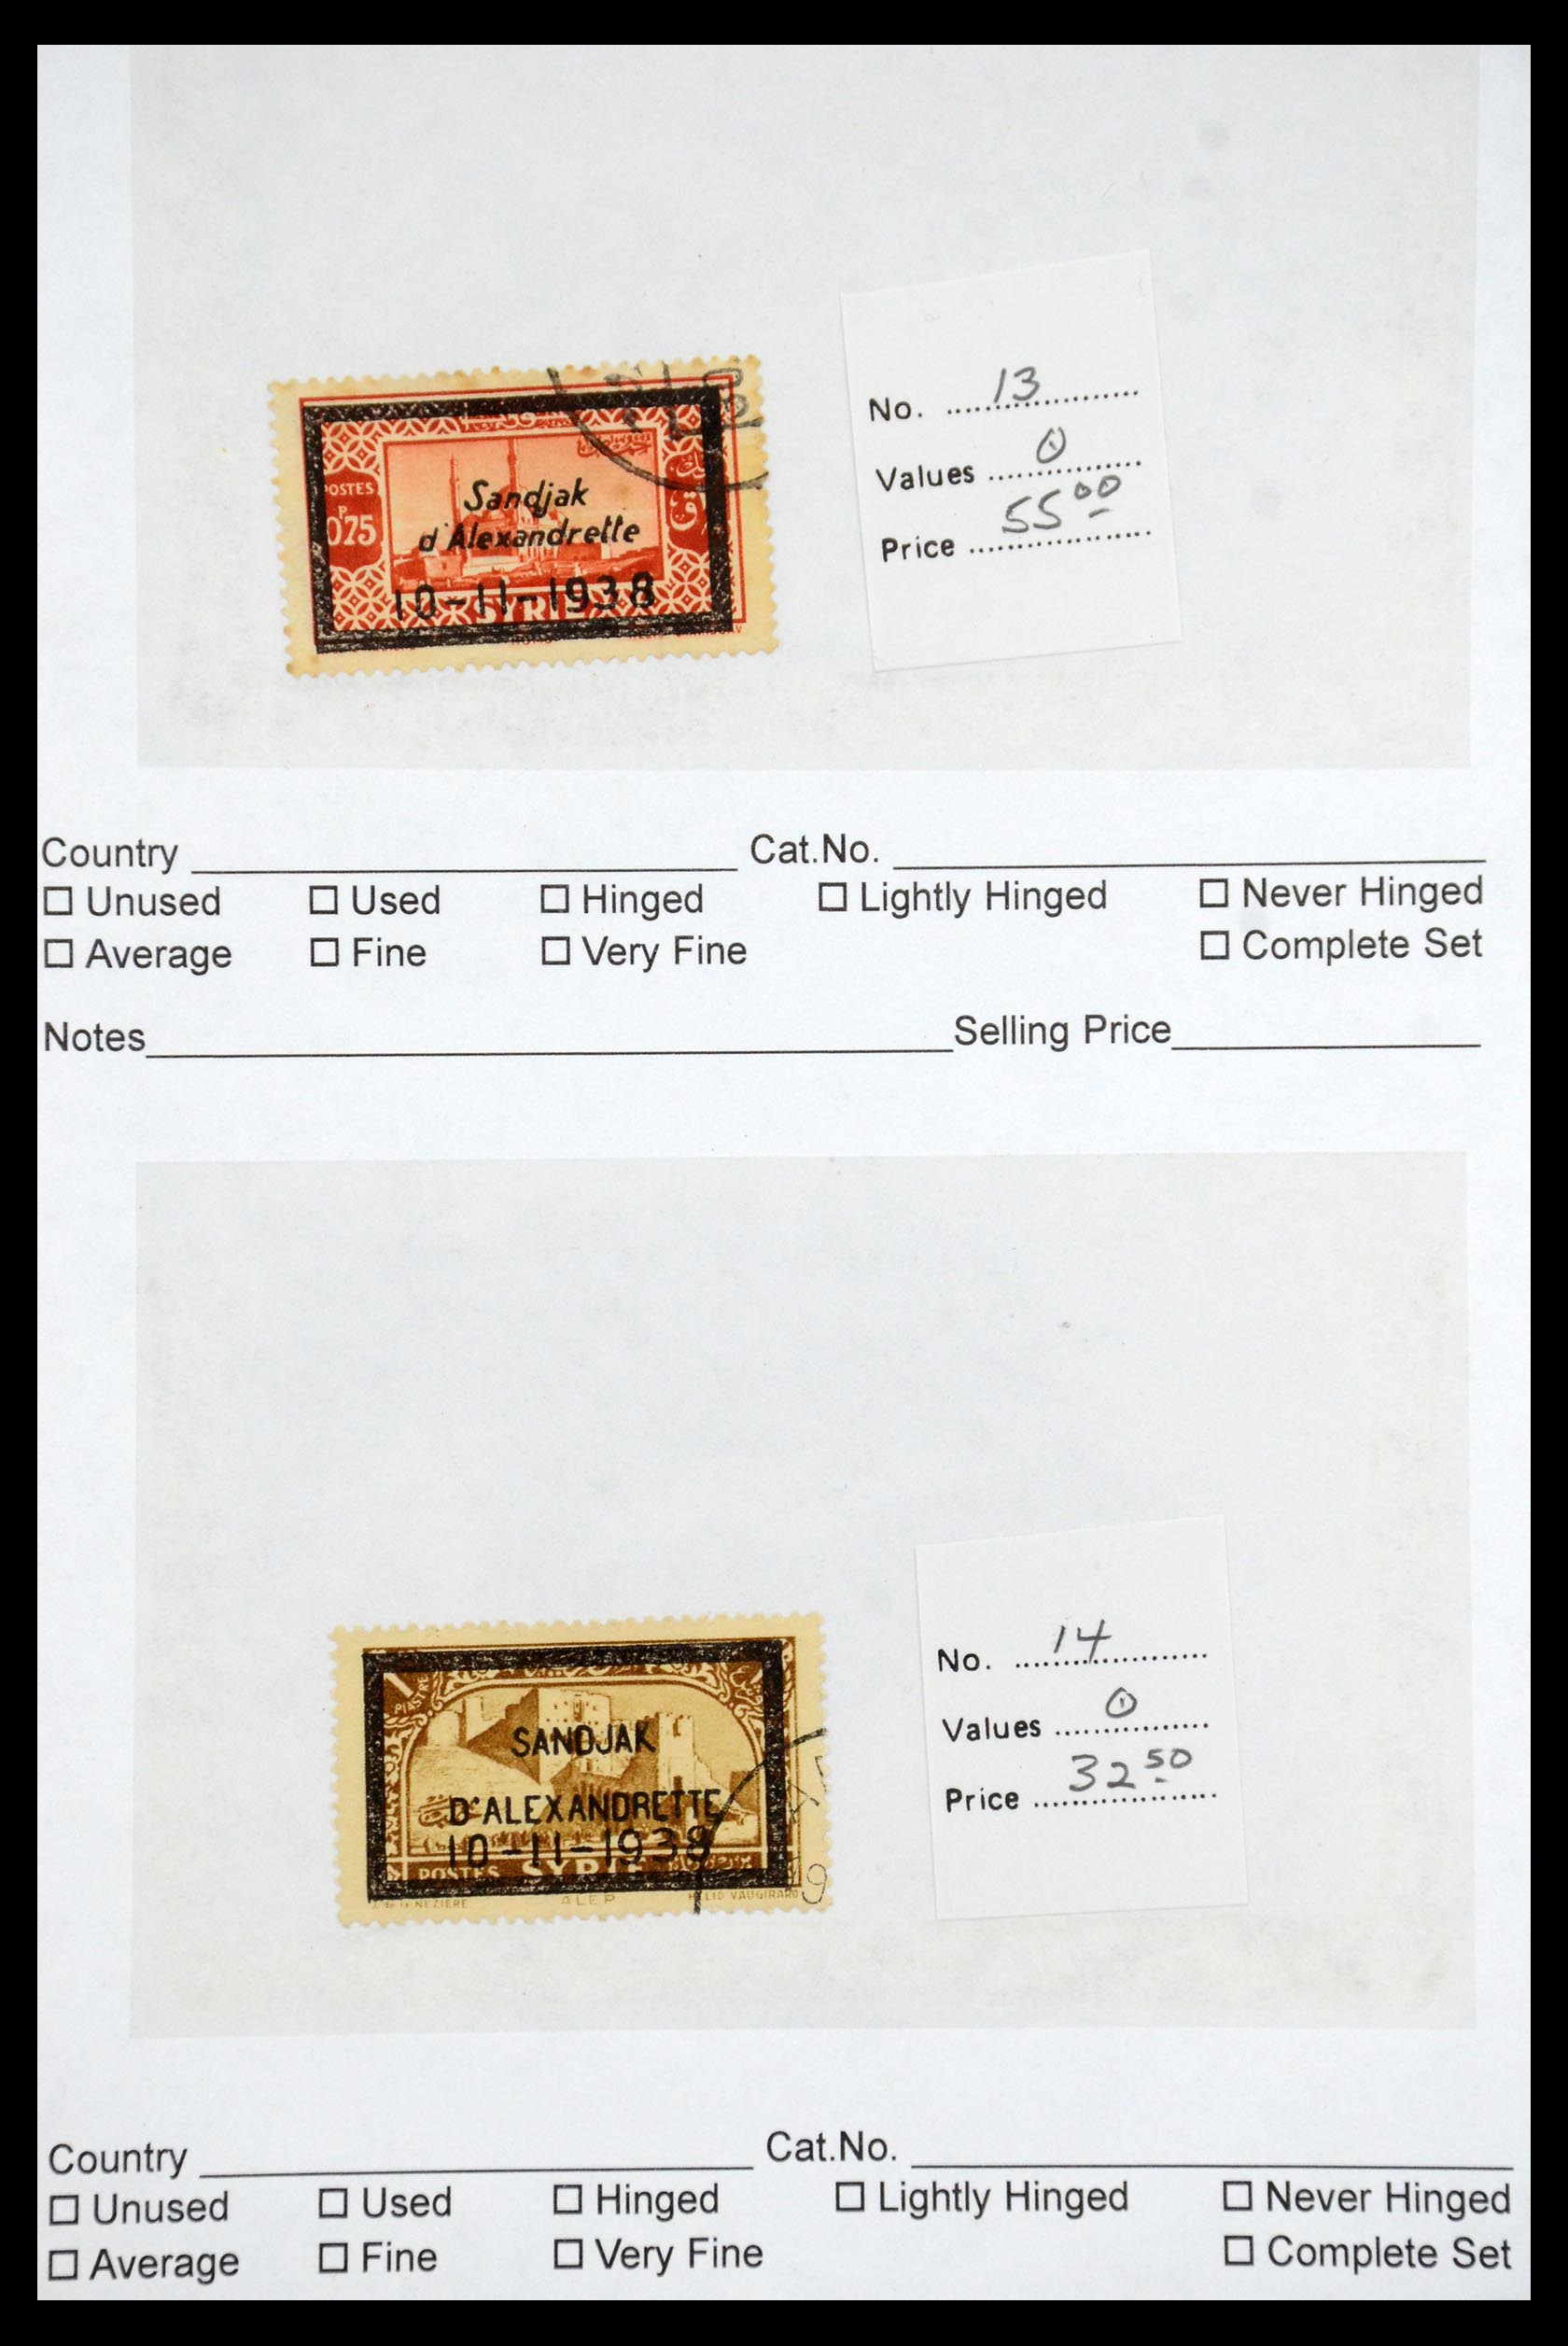 POSTES
P
0.75
Sandjak
d'Alexandrette
10-11-1938
SYRIE
No. 13
Values
Price 55 00
Country Cat.No.
☐ Unused ☐ Used ☐ Hinged ☐ Lightly Hinged ☐ Never Hinged
☐ Average ☐ Fine ☐ Very Fine ☐ Complete Set
Notes Selling Price
1
PIASTRE
SANDJAK
D'ALEXANDRETTE
10-11-1938
POSTES SYRIE
ALEP HELIO VAUGIRARD
No. 14
Values
Price 32 50
Country Cat.No.
☐ Unused ☐ Used ☐ Hinged ☐ Lightly Hinged ☐ Never Hinged
☐ Average ☐ Fine ☐ Very Fine ☐ Complete Set